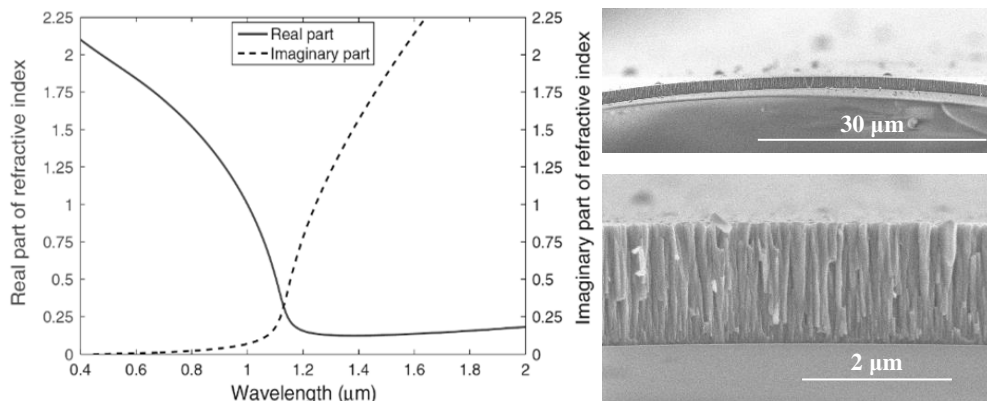 Real part of refractive index
2.25
2
1.75
1.5
1.25
1
0.75
0.5
0.25
0
Real part
Imaginary part
2.25
2
1.75
1.5
1.25
1
0.75
0.5
0.25
0
Imaginary part of refractive index
0.4 0.6 0.8 1 1.2 1.4 1.6 1.8 2
Wavelength (μm)
30 μm
2 μm